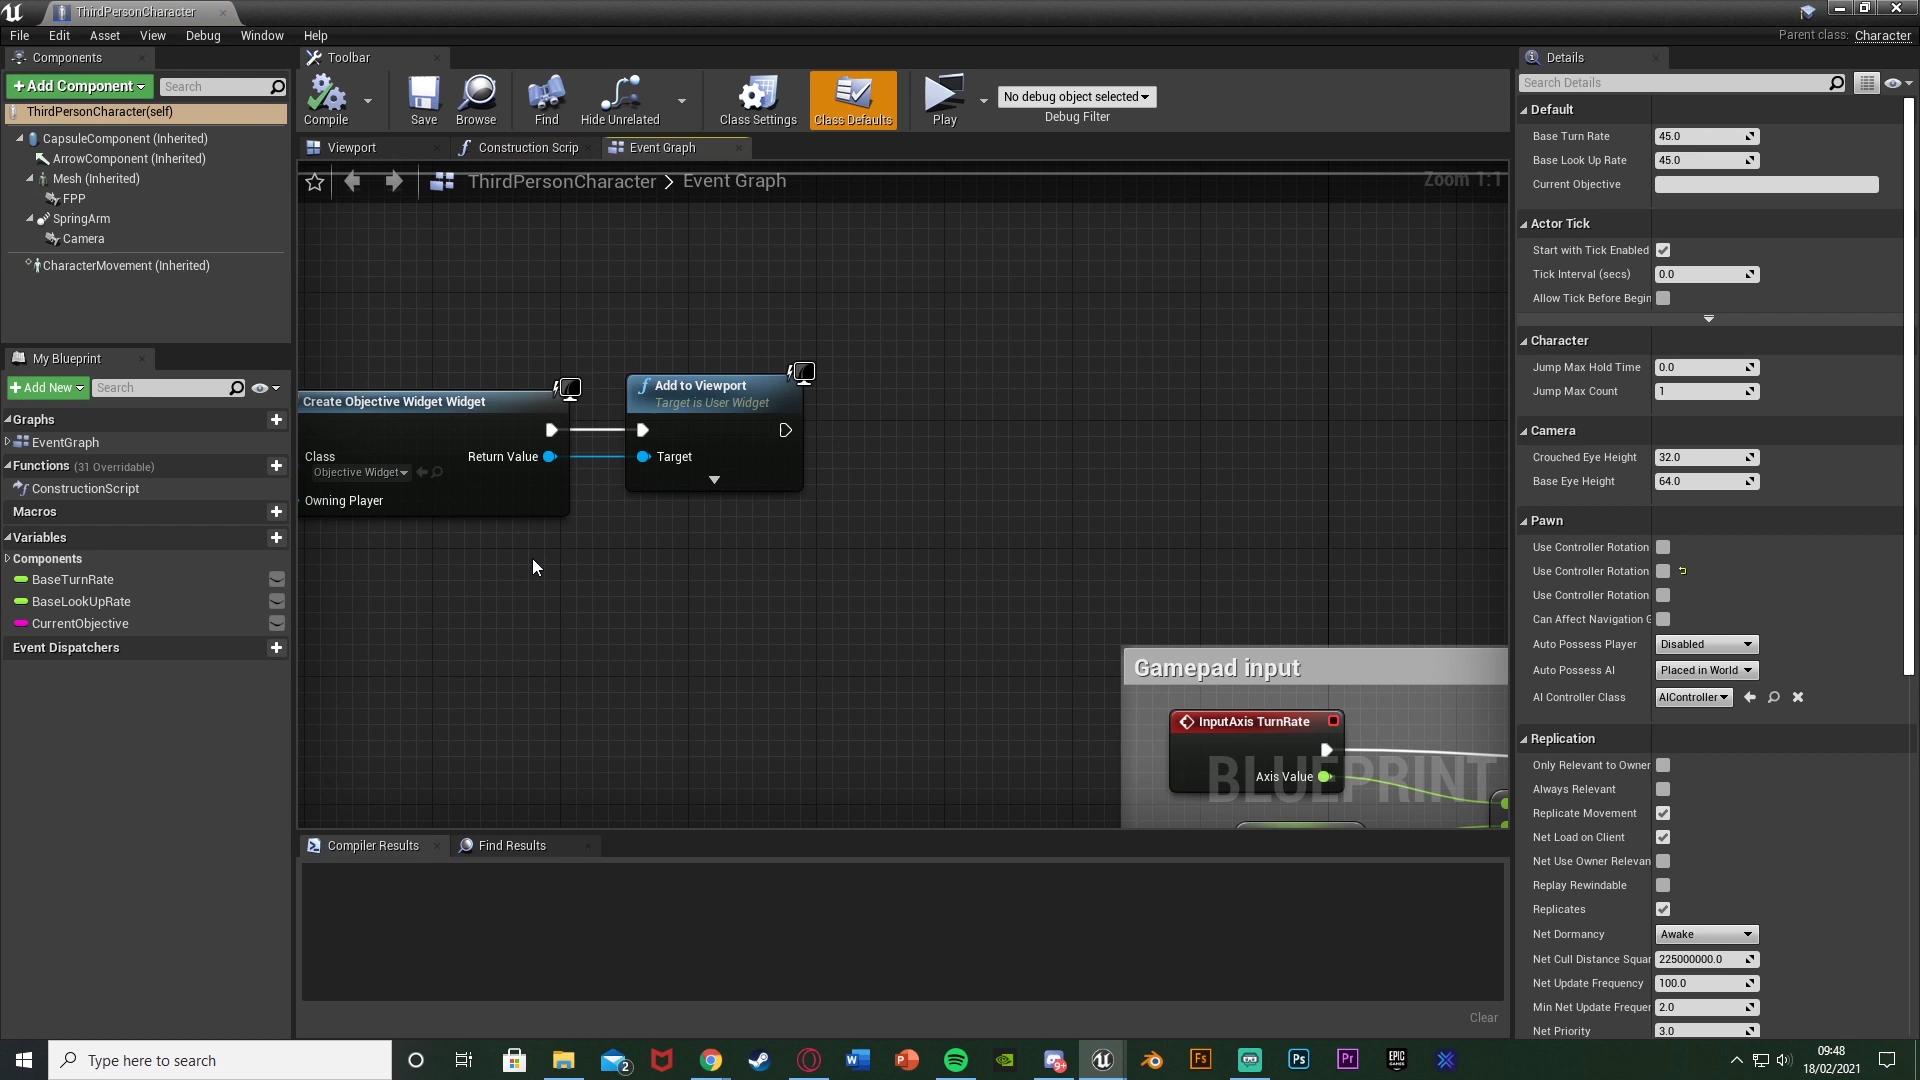 ThirdPersonCharacter
File Edit Asset View Debug Window Help
Parent class: Character
Components
+Add Component
Search
ThirdPersonCharacter(self)
CapsuleComponent (Inherited)
ArrowComponent (Inherited)
Mesh (Inherited)
FPP
SpringArm
Camera
CharacterMovement (Inherited)
My Blueprint
+Add New
Search
Graphs
EventGraph
Functions (31 Overridable)
ConstructionScript
Macros
Variables
Components
BaseTurnRate
BaseLookUpRate
CurrentObjective
Event Dispatchers
Toolbar
Compile
Save
Browse
Find
Hide Unrelated
Class Settings
Class Defaults
Play
No debug object selected
Debug Filter
Viewport
Construction Scrip
Event Graph
ThirdPersonCharacter > Event Graph
Zoom 1:1
Create Objective Widget Widget
Class
Objective Widget
Return Value
Owning Player
Add to Viewport
Target is User Widget
Target
Gamepad input
InputAxis TurnRate
Axis Value
BLUEPRINT
Compiler Results
Find Results
Clear
Details
Search Details
Default
Base Turn Rate 45.0
Base Look Up Rate 45.0
Current Objective
Actor Tick
Start with Tick Enabled
Tick Interval (secs) 0.0
Allow Tick Before Begin
Character
Jump Max Hold Time 0.0
Jump Max Count 1
Camera
Crouched Eye Height 32.0
Base Eye Height 64.0
Pawn
Use Controller Rotation
Use Controller Rotation
Use Controller Rotation
Can Affect Navigation G
Auto Possess Player Disabled
Auto Possess AI Placed in World
AI Controller Class AIController
Replication
Only Relevant to Owner
Always Relevant
Replicate Movement
Net Load on Client
Net Use Owner Relevan
Replay Rewindable
Replicates
Net Dormancy Awake
Net Cull Distance Squar 225000000.0
Net Update Frequency 100.0
Min Net Update Frequer 2.0
Net Priority 3.0
Type here to search
2
W
P
9+
Fs
Ps
Pr
EPIC GAMES
09:48
18/02/2021